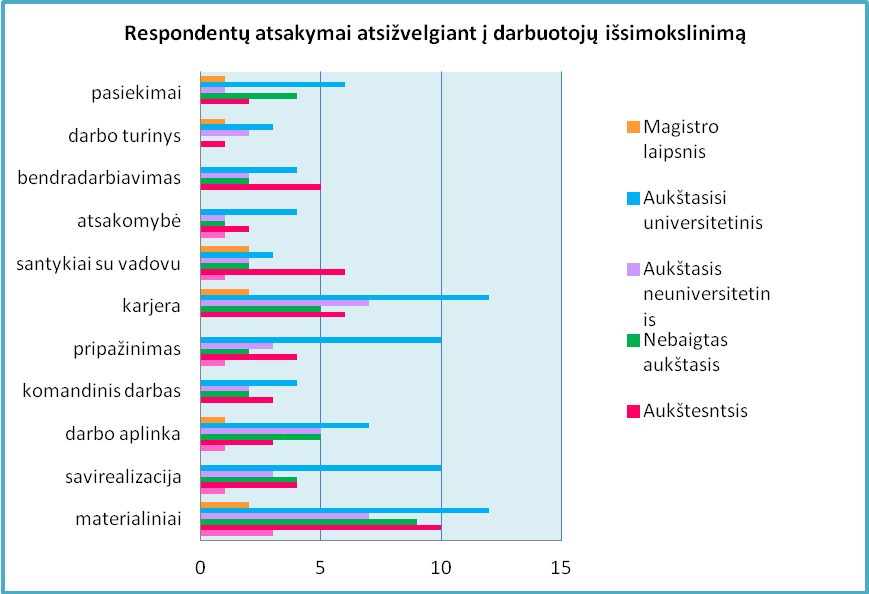 Respondentų atsakymai atsižvelgiant į darbuotojų išsimokslinimą
pasiekimai
darbo turinys
bendradarbiavimas
atsakomybė
santykiai su vadovu
karjera
pripažinimas
komandinis darbas
darbo aplinka
savirealizacija
materialiniai
0 5 10 15
Magistro
laipsnis
Aukštasisi
universitetinis
Aukštasis
neuniversitetin
is
Nebaigtas
aukštasis
Aukštesntsis